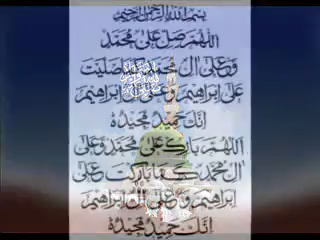 بسم الله الرحمن الرحيم
اللهم صل على محمد
وعلى آل محمد كما صليت
على ابراهيم وعلى آل ابراهيم
انك حميد مجيد
اللهم بارك على محمد وعلى
آل محمد كما باركت على
ابراهيم وعلى آل ابراهيم
انك حميد مجيد